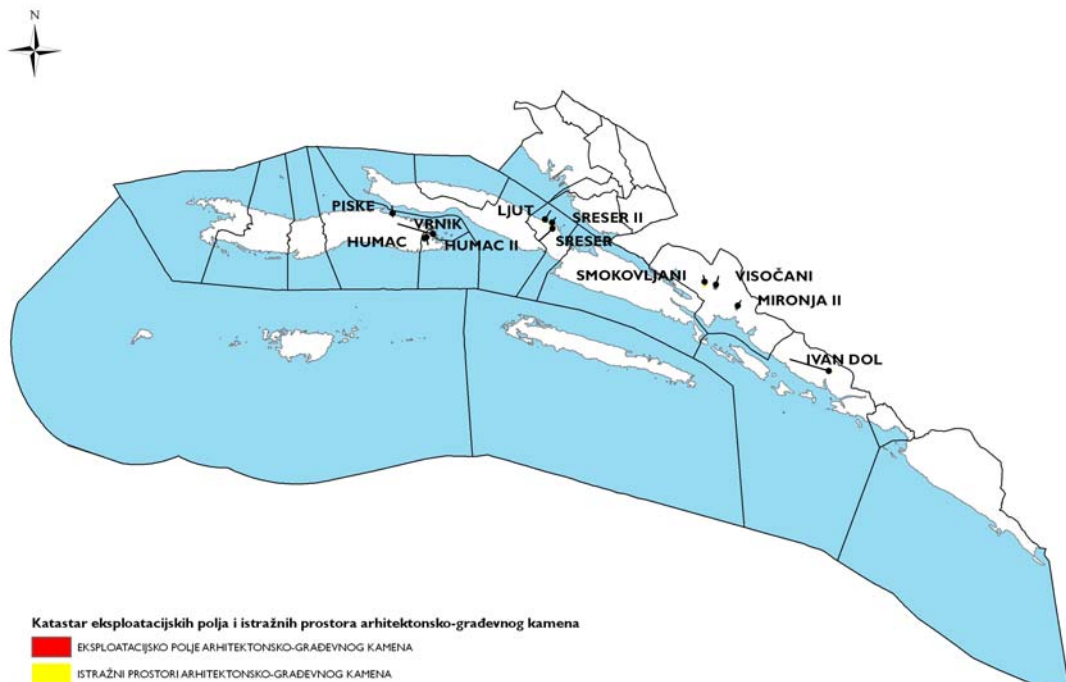 N
PISKE
VRNIK
HUMAC
HUMAC II
LJUT
SRESER II
SRESER
SMOKOVLJANI
VISOČANI
MIRONJA II
IVAN DOL
Katastar eksploatacijskih polja i istražnih prostora arhitektonsko-građevnog kamena
EKSPLOATACIJSKO POLJE ARHITEKTONSKO-GRAĐEVNOG KAMENA
ISTRAŽNI PROSTORI ARHITEKTONSKO-GRAĐEVNOG KAMENA